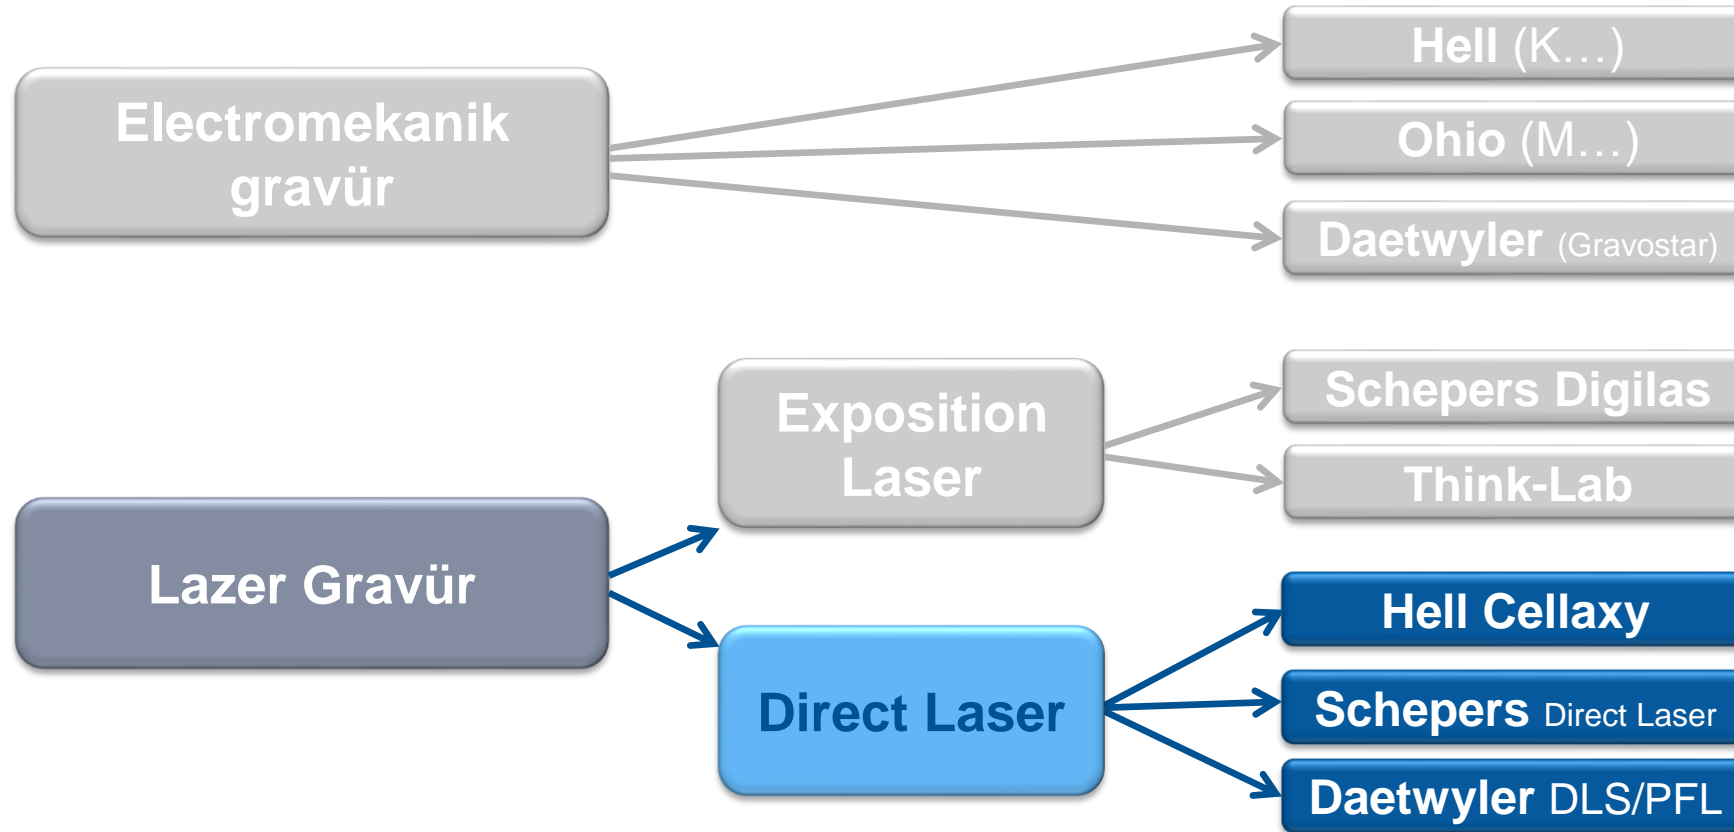 Electromekanik
gravür
Hell (K…)
Ohio (M…)
Daetwyler (Gravostar)
Lazer Gravür
Exposition
Laser
Schepers Digilas
Think-Lab
Direct Laser
Hell Cellaxy
Schepers Direct Laser
Daetwyler DLS/PFL